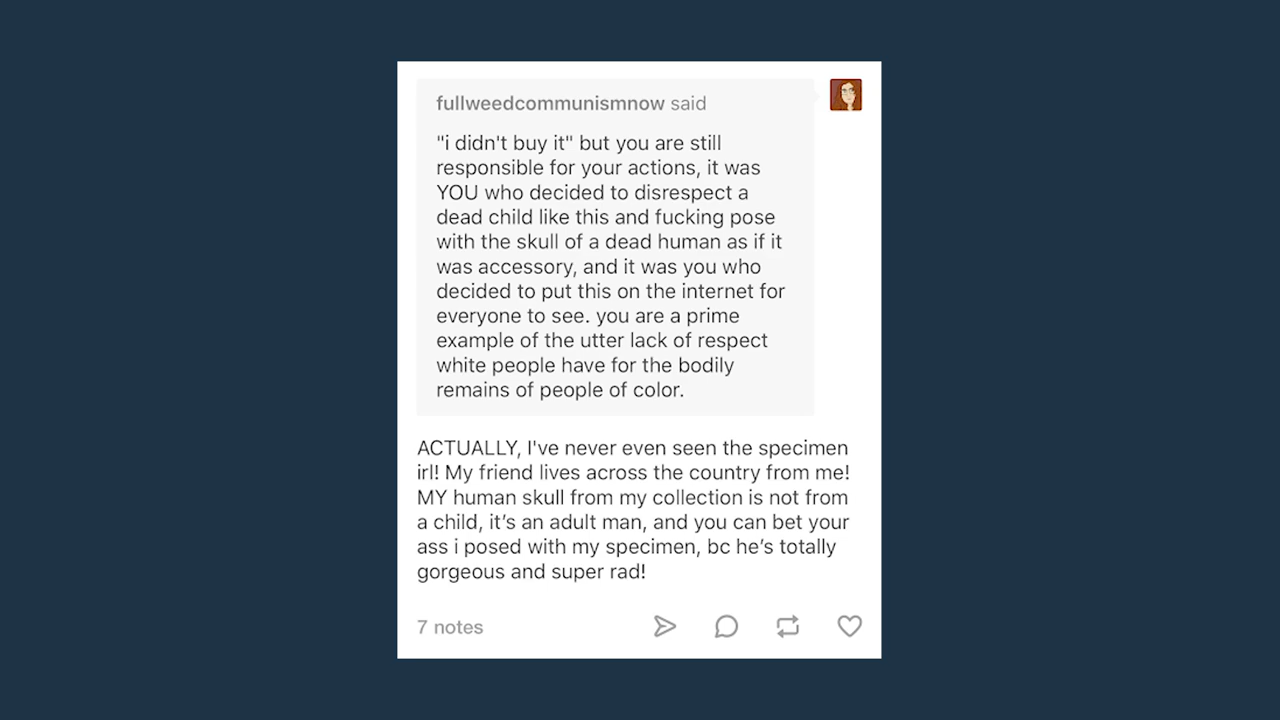 fullweedcommunismnow said
"i didn't buy it" but you are still
responsible for your actions, it was
YOU who decided to disrespect a
dead child like this and fucking pose
with the skull of a dead human as if it
was accessory, and it was you who
decided to put this on the internet for
everyone to see. you are a prime
example of the utter lack of respect
white people have for the bodily
remains of people of color.
ACTUALLY, I've never even seen the specimen
irl! My friend lives across the country from me!
MY human skull from my collection is not from
a child, it’s an adult man, and you can bet your
ass i posed with my specimen, bc he’s totally
gorgeous and super rad!
7 notes